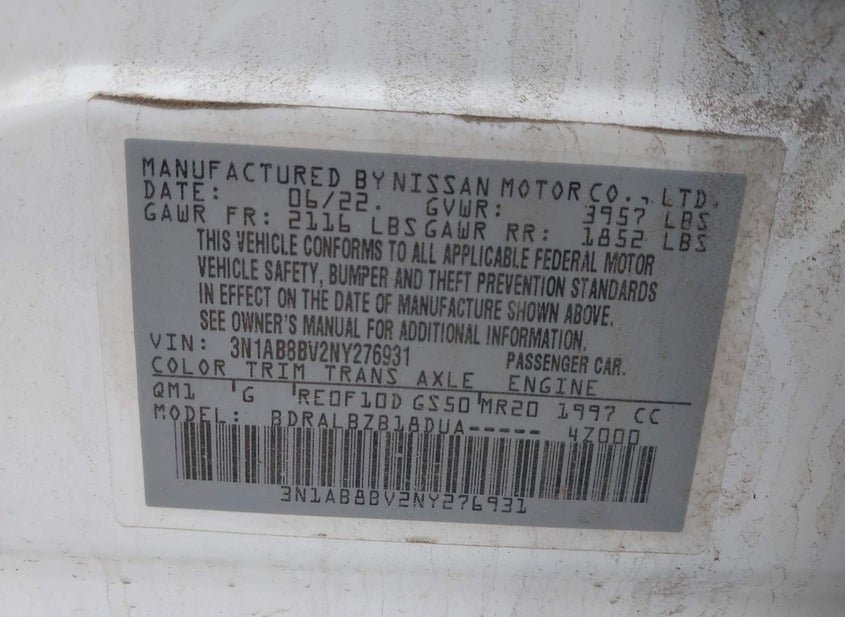 MANUFACTURED BY NISSAN MOTOR CO., LTD.
DATE: 06/22. GVWR: 3957 LBS
GAWR FR: 2116 LBS GAWR RR: 1852 LBS
THIS VEHICLE CONFORMS TO ALL APPLICABLE FEDERAL MOTOR
VEHICLE SAFETY, BUMPER AND THEFT PREVENTION STANDARDS
IN EFFECT ON THE DATE OF MANUFACTURE SHOWN ABOVE.
SEE OWNER'S MANUAL FOR ADDITIONAL INFORMATION.
VIN: 3N1AB8BV2NY276931 PASSENGER CAR.
COLOR TRIM TRANS AXLE ENGINE
QM1 G RE0F10D GS50 MR20 1997 CC
MODEL: BDRALBZB18DUA----- 4Z000
3N1AB8BV2NY276931